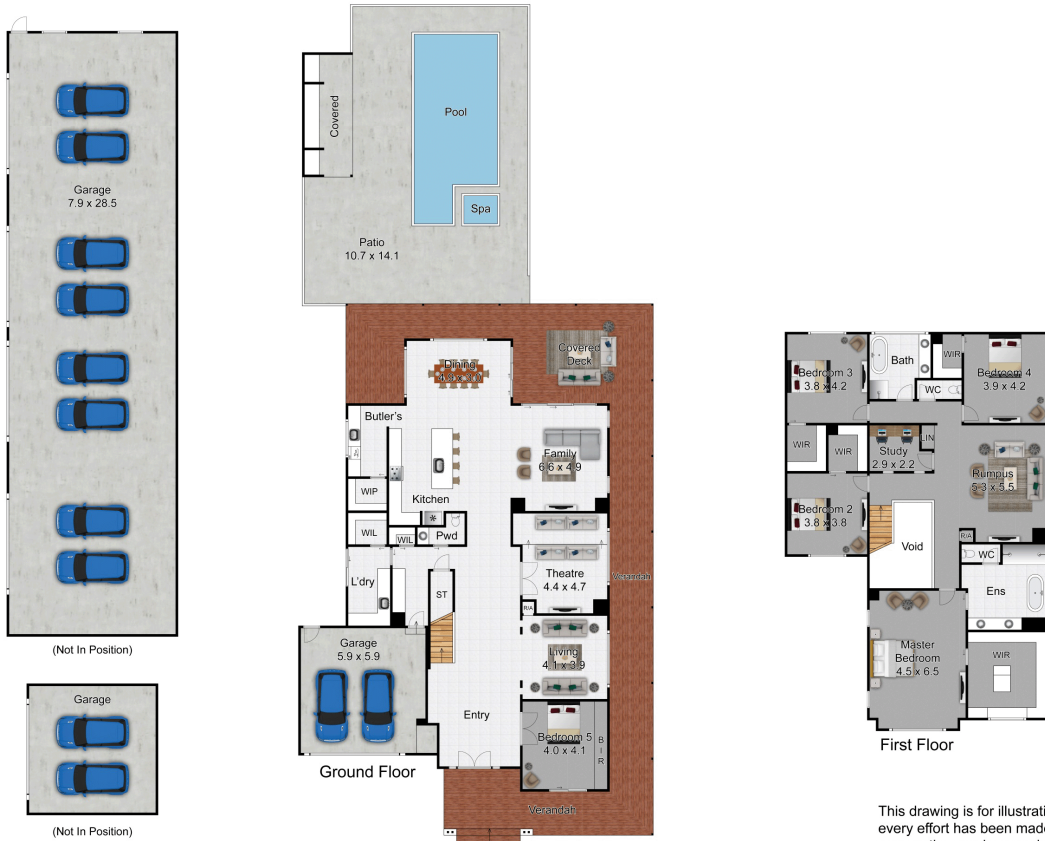 Garage
7.9 x 28.5
(Not In Position)
Garage
(Not In Position)
Covered
Pool
Spa
Patio
10.7 x 14.1
Covered
Deck
Dining
Butler's
Family
6.6 x 4.9
WIP
Kitchen
WIL
WIL
Pwd
Theatre
4.4 x 4.7
Verandah
L'dry
ST
R/A
Garage
5.9 x 5.9
Living
4.1 x 3.9
Entry
Bedroom 5
4.0 x 4.1
B
I
R
Ground Floor
Verandah
Bedroom 3
3.8 x 4.2
Bath
WIR
WC
Bedroom 4
3.9 x 4.2
WIR
WIR
Study
2.9 x 2.2
LIN
Rumpus
5.3 x 5.5
Bedroom 2
3.8 x 3.8
Void
R/A
WC
Ens
Master
Bedroom
4.5 x 6.5
WIR
First Floor
This drawing is for illustrati
every effort has been made